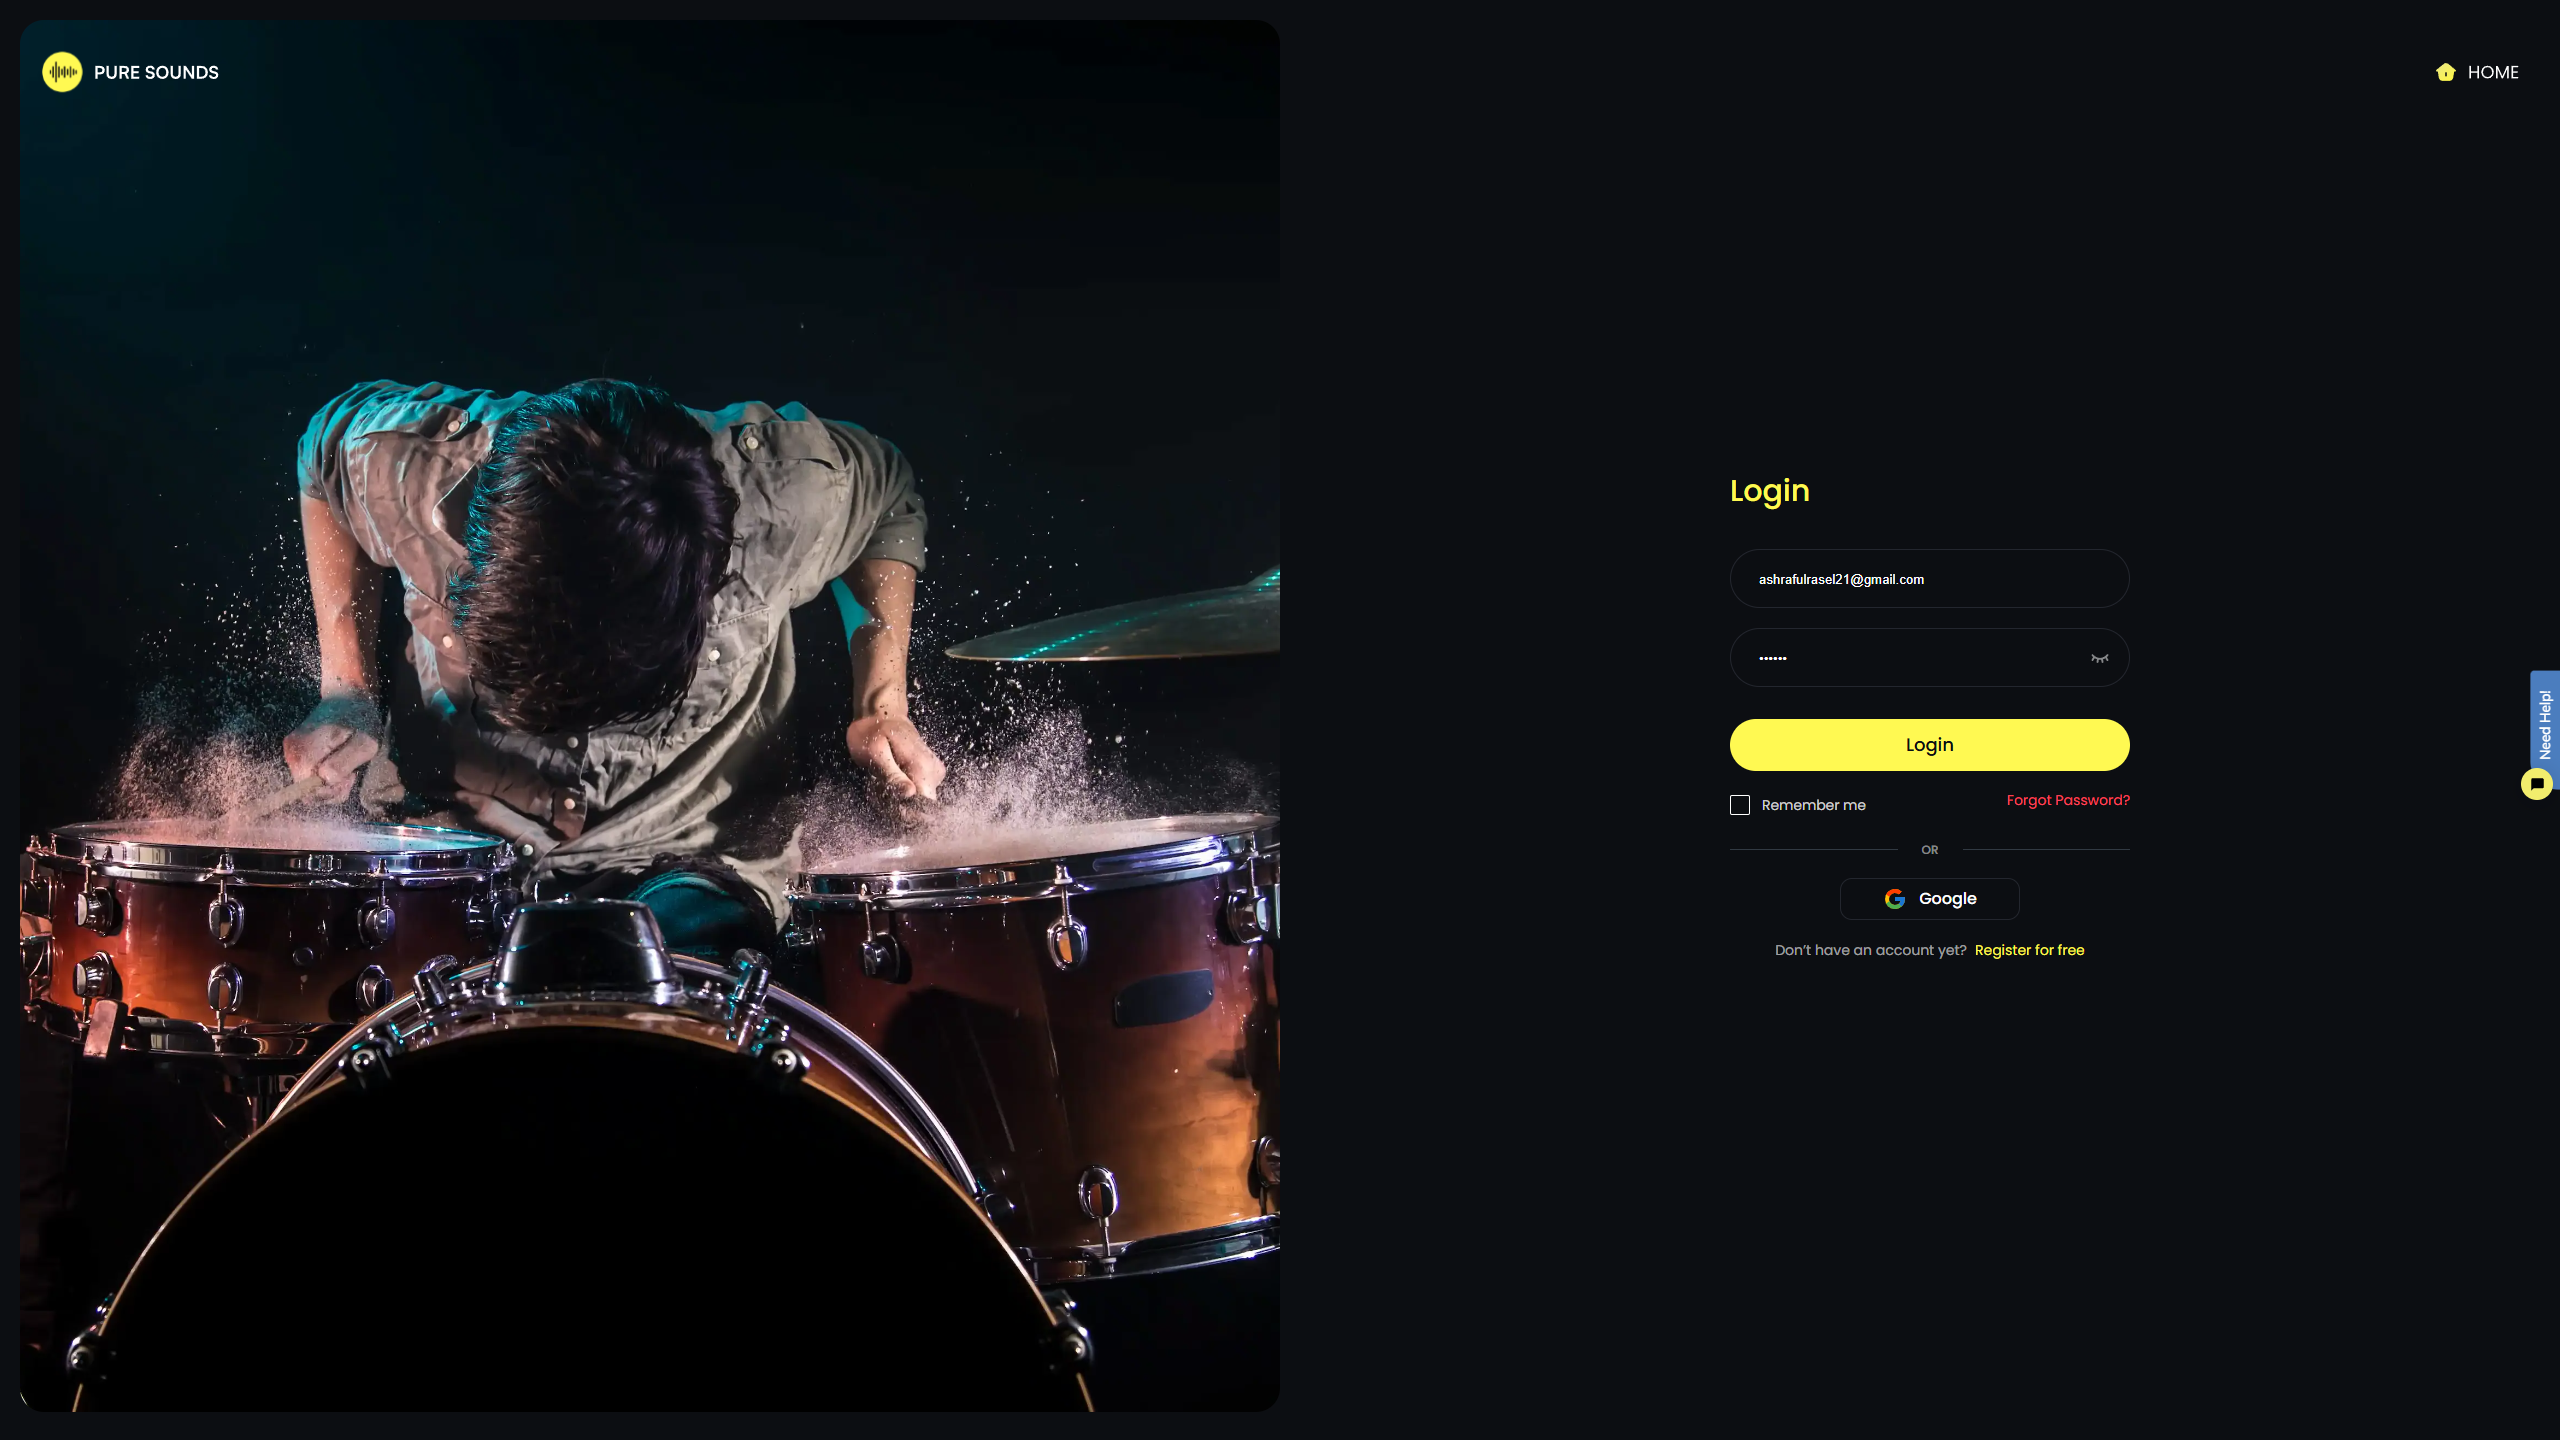 PURE SOUNDS
HOME
Login
ashrafulrasel21@gmail.com
••••••
Login
Remember me
Forgot Password?
OR
Google
Don't have an account yet? Register for free
Need Help!